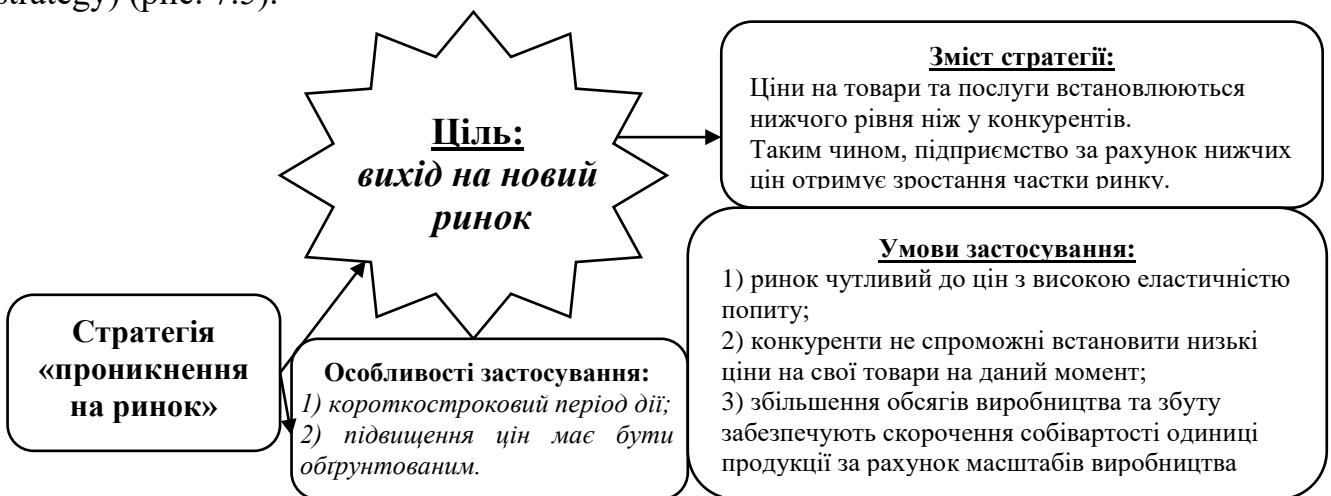 strategy) (рис. 7.5).
Ціль:
вихід на новий
ринок
Зміст стратегії:
Ціни на товари та послуги встановлюються
нижчого рівня ніж у конкурентів.
Таким чином, підприємство за рахунок нижчих
цін отримує зростання частки ринку.
Умови застосування:
1) ринок чутливий до цін з високою еластичністю
попиту;
2) конкуренти не спроможні встановити низькі
ціни на свої товари на даний момент;
3) збільшення обсягів виробництва та збуту
забезпечують скорочення собівартості одиниці
продукції за рахунок масштабів виробництва
Стратегія
«проникнення
на ринок»
Особливості застосування:
1) короткостроковий період дії;
2) підвищення цін має бути
обґрунтованим.